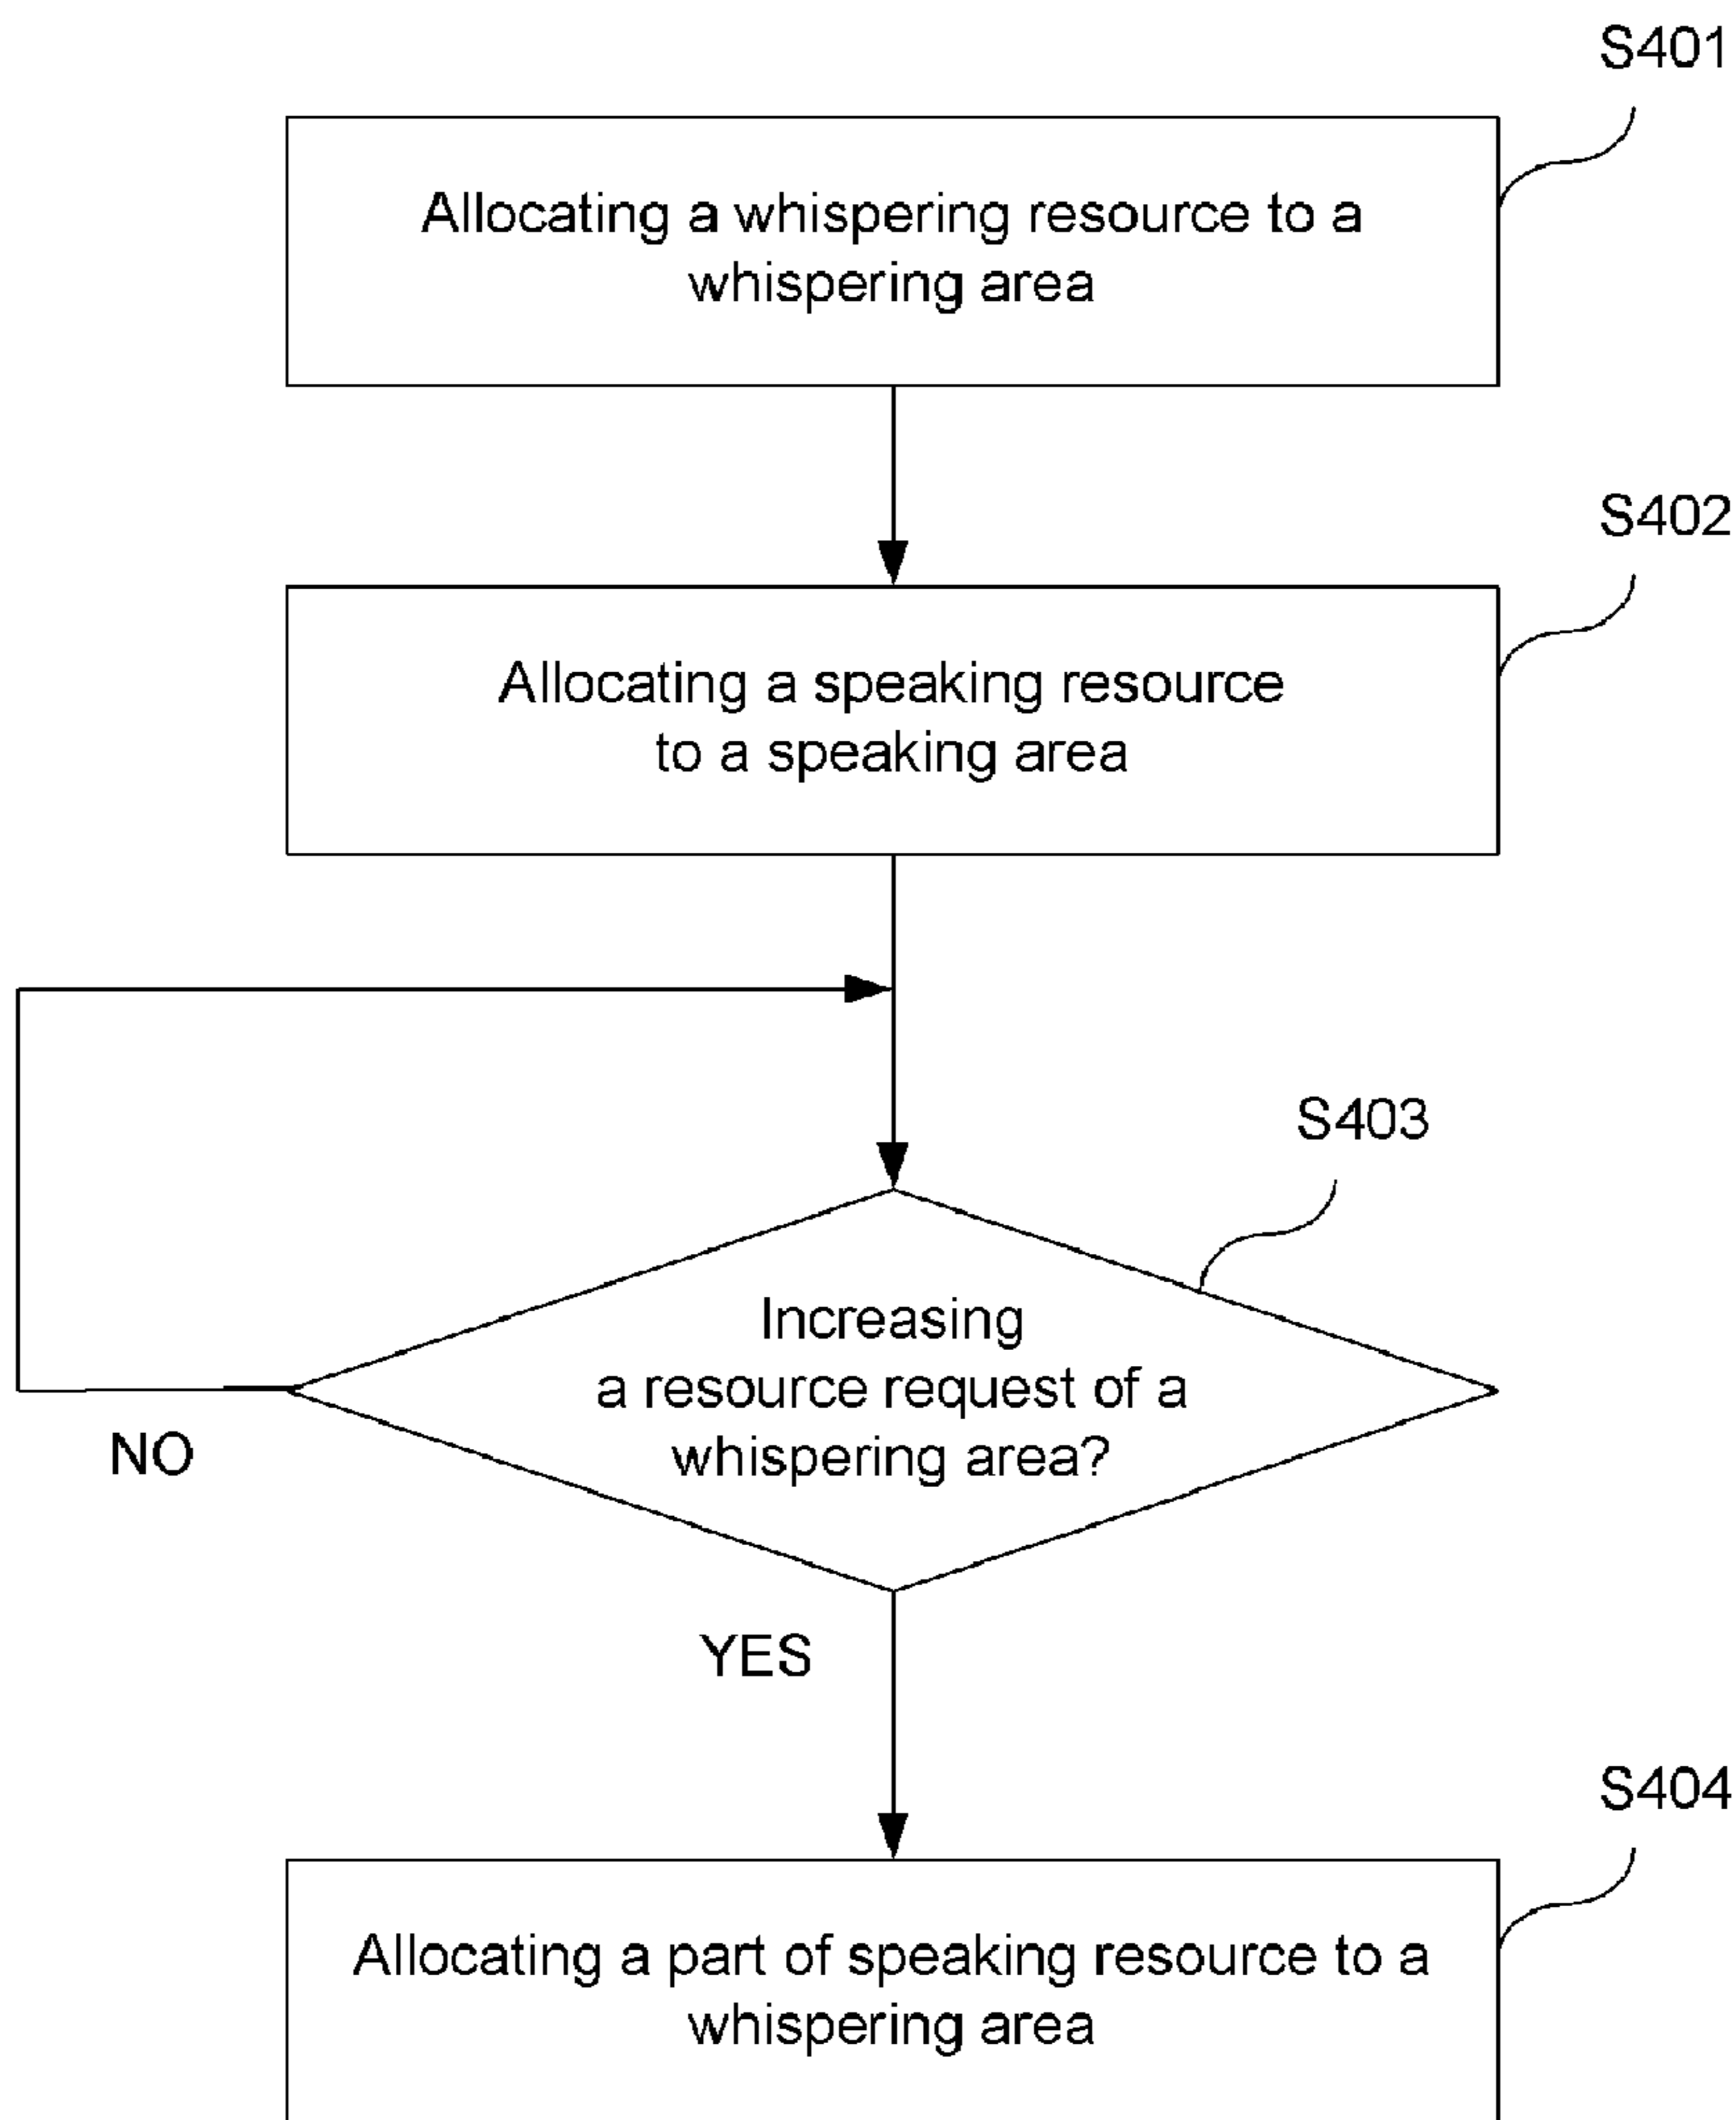 S401
Allocating a whispering resource to a
whispering area
S402
Allocating a speaking resource
to a speaking area
S403
Increasing
a resource request of a
whispering area?
NO
YES
S404
Allocating a part of speaking resource to a
whispering area